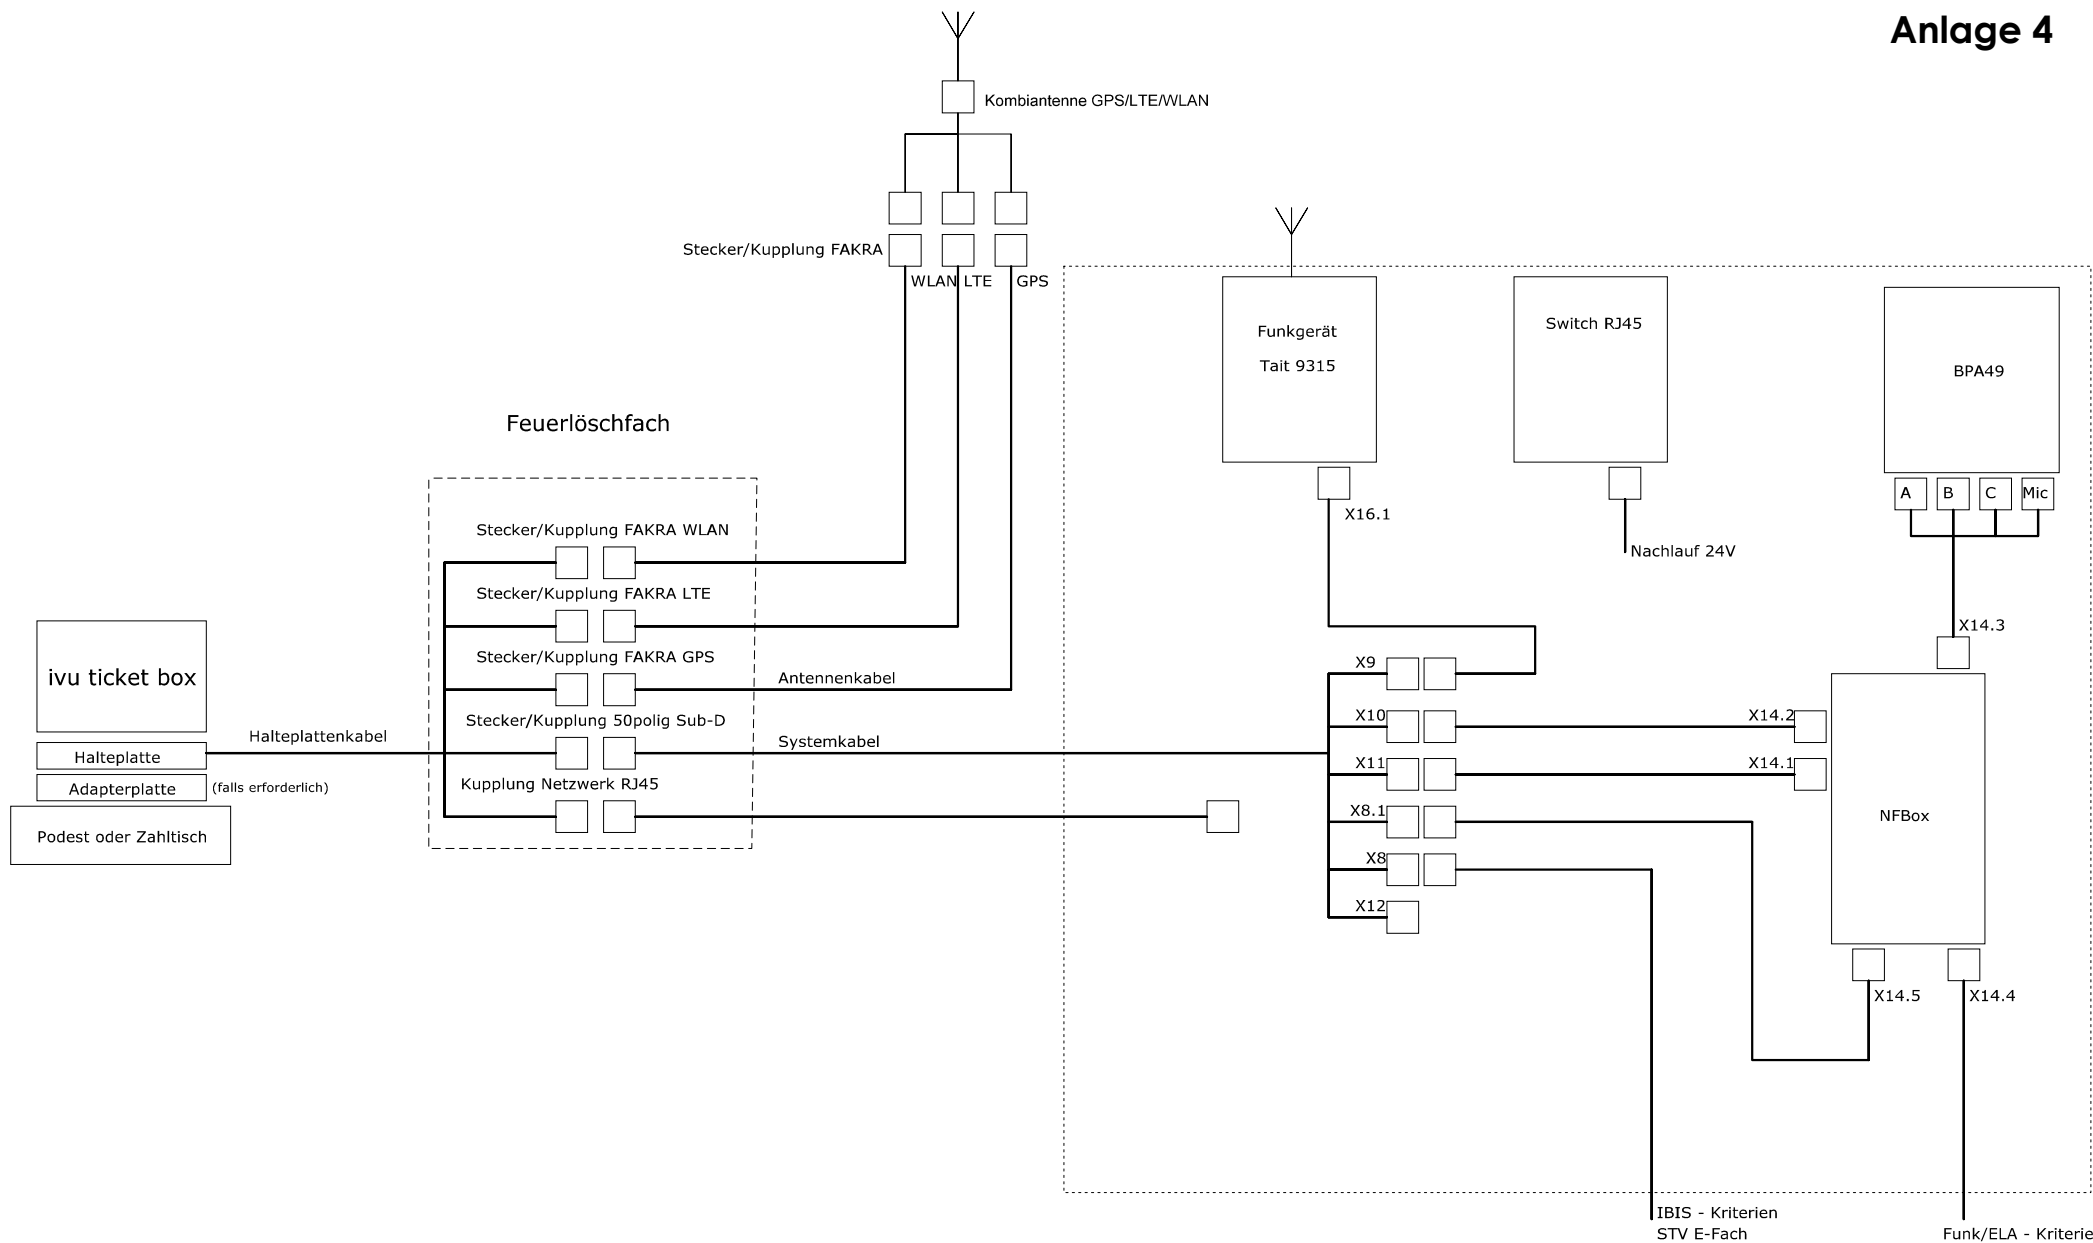 Anlage 4
Kombiantenne GPS/LTE/WLAN
Stecker/Kupplung FAKRA
WLAN LTE GPS
Funkgerät
Tait 9315
Switch RJ45
BPA49
A B C Mic
X16.1
Nachlauf 24V
Feuerlöschfach
Stecker/Kupplung FAKRA WLAN
Stecker/Kupplung FAKRA LTE
Stecker/Kupplung FAKRA GPS
Antennenkabel
Stecker/Kupplung 50polig Sub-D
Systemkabel
Kupplung Netzwerk RJ45
ivu ticket box
Halteplattenkabel
Halteplatte
Adapterplatte (falls erforderlich)
Podest oder Zahltisch
X14.3
X9
X10
X14.2
X11
X14.1
X8.1
X8
X12
NFBox
X14.5
X14.4
IBIS - Kriterien
STV E-Fach
Funk/ELA - Kriterie